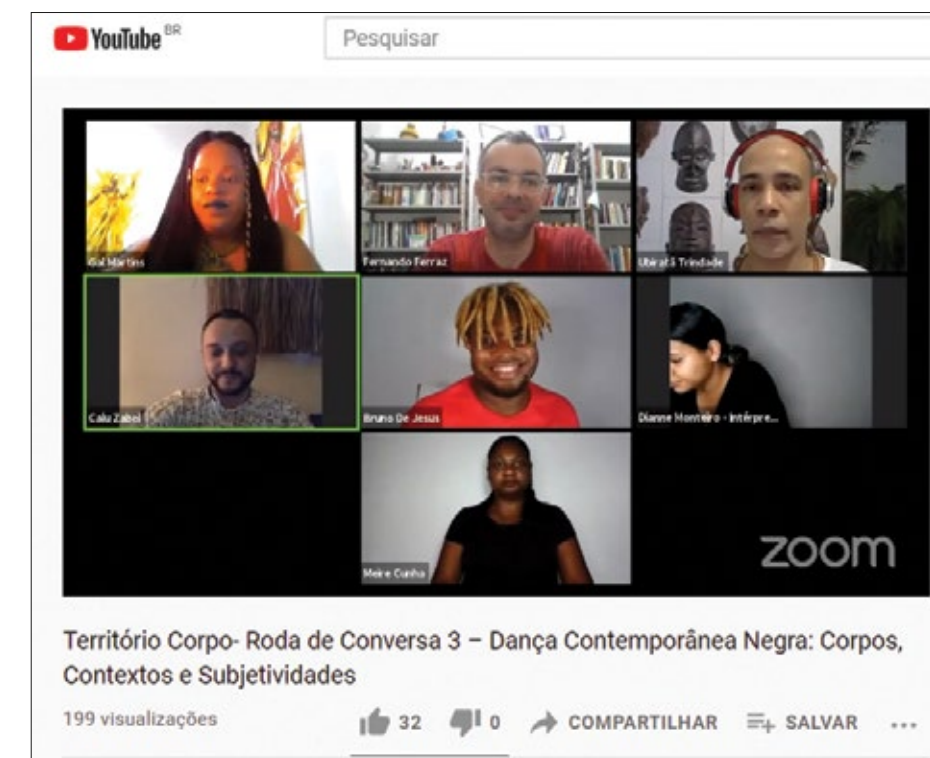 YouTube BR
Pesquisar
Gal Martins
Fernando Ferraz
Ubiratã Trindade
Calu Zabel
Bruno De Jesus
Dianne Monteiro - Intérpre...
Meire Cunha
zoom
Território Corpo- Roda de Conversa 3 – Dança Contemporânea Negra: Corpos,
Contextos e Subjetividades
199 visualizações
32
0
COMPARTILHAR
SALVAR
...